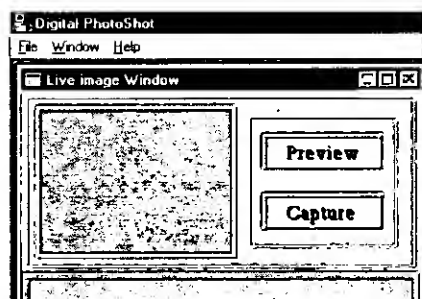 Digital PhotoShot
File Window Help
Live image Window
Preview
Capture